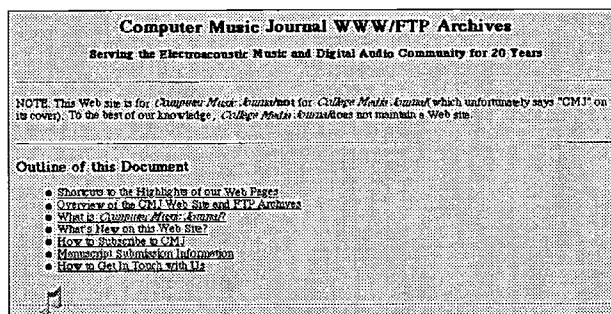 Computer Music Journal WWW/FTP Archives
Serving the Electroacoustic Music and Digital Audio Community for 20 Years
NOTE: This Web site is for Computer Music Journal not for College Media Journal (which unfortunately says "CMJ" on
its cover). To the best of our knowledge, College Media Journal does not maintain a Web site.
Outline of this Document
Shortcuts to the Highlights of our Web Pages
Overview of the CMJ Web Site and FTP Archives
What is Computer Music Journal?
What's New on this Web Site?
How to Subscribe to CMJ
Manuscript Submission Information
How to Get In Touch with Us